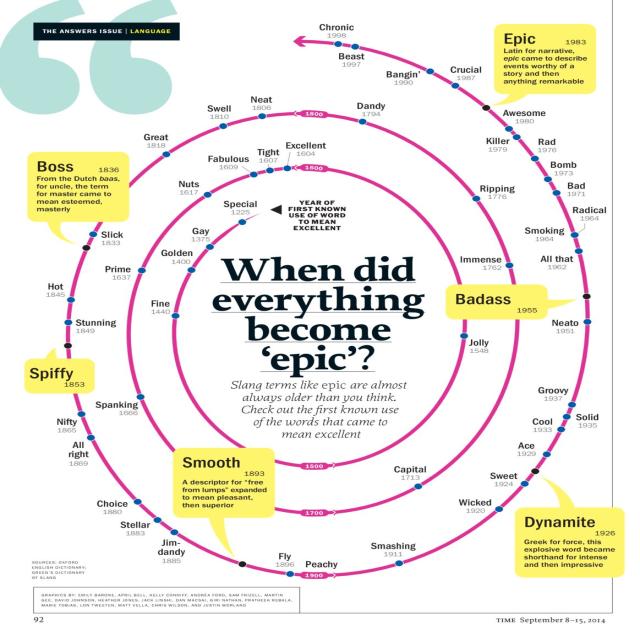 THE ANSWERS ISSUE | LANGUAGE
Chronic
1998
Beast
1997
Bangin'
1990
Crucial
1987
Epic 1983
Latin for narrative,
epic came to describe
events worthy of a
story and then
anything remarkable
Awesome
1980
Killer
1979
Rad
1976
Bomb
1973
Bad
1971
Radical
1964
Smoking
1964
All that
1962
Badass
1955
Neato
1951
Groovy
1937
Solid
1935
Cool
1933
Ace
1929
Dynamite
1926
Greek for force, this
explosive word became
shorthand for intense
and then impressive
Sweet
1924
Wicked
1920
Smashing
1911
1900
Peachy
Fly
1896
Smooth
1893
A descriptor for "free
from lumps" expanded
to mean pleasant,
then superior
Jim-
dandy
1885
Stellar
1883
Choice
1880
All
right
1869
Nifty
1865
Spiffy
1853
Stunning
1849
Hot
1845
Boss 1836
From the Dutch baas,
for uncle, the term
for master came to
mean esteemed,
masterly
Slick
1833
Great
1818
Swell
1810
Neat
1806
1800
Dandy
1794
Ripping
1776
Immense
1762
Capital
1713
1700
Spanking
1666
Prime
1637
Nuts
1617
Fabulous
1609
Tight
1607
Excellent
1604
1600
Jolly
1548
1500
Fine
1440
Golden
1400
Gay
1375
Special
1225
YEAR OF
FIRST KNOWN
USE OF WORD
TO MEAN
EXCELLENT
When did
everything
become
'epic'?
Slang terms like epic are almost
always older than you think.
Check out the first known use
of the words that came to
mean excellent
SOURCES: OXFORD
ENGLISH DICTIONARY;
GREEN'S DICTIONARY
OF SLANG
GRAPHICS BY: EMILY BARONE, APRIL BELL, KELLY CONNIFF, ANDREA FORD, SAM FRIZELL, MARTIN
GEE, DAVID JOHNSON, HEATHER JONES, JACK LINSHI, DAN MACSAI, GIRI NATHAN, PRATHEEK REBALA,
MARIE TOBIAS, LON TWEETEN, MATT VELLA, CHRIS WILSON, AND JUSTIN WORLAND
92
TIME September 8–15, 2014